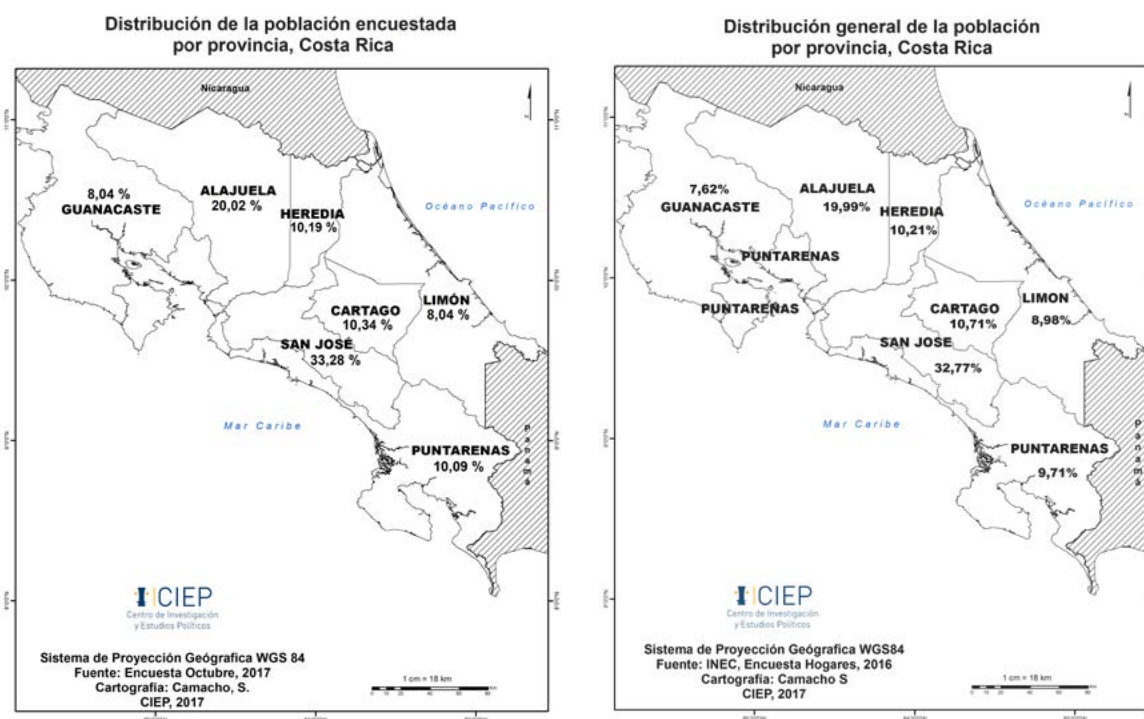 Distribución de la población encuestada
por provincia, Costa Rica
Nicaragua
8,04 %
GUANACASTE
ALAJUELA
20,02 %
HEREDIA
10,19 %
Océano Pacífico
CARTAGO
10,34 %
LIMÓN
8,04 %
SAN JOSÉ
33,28 %
Mar Caribe
PUNTARENAS
10,09 %
Panamá
CIEP
Centro de Investigación
y Estudios Políticos
Sistema de Proyección Geógrafica WGS 84
Fuente: Encuesta Octubre, 2017
Cartografía: Camacho, S.
CIEP, 2017
1 cm = 18 km
Distribución general de la población
por provincia, Costa Rica
Nicaragua
7,62%
GUANACASTE
ALAJUELA
19,99%
HEREDIA
10,21%
Océano Pacífico
PUNTARENAS
PUNTAREÑAS
CARTAGO
10,71%
LIMON
8,98%
SAN JOSE
32,77%
Mar Caribe
PUNTARENAS
9,71%
Panamá
CIEP
Centro de Investigación
y Estudios Políticos
Sistema de Proyección Geógrafica WGS84
Fuente: INEC, Encuesta Hogares, 2016
Cartografía: Camacho S
CIEP, 2017
1 cm = 18 km